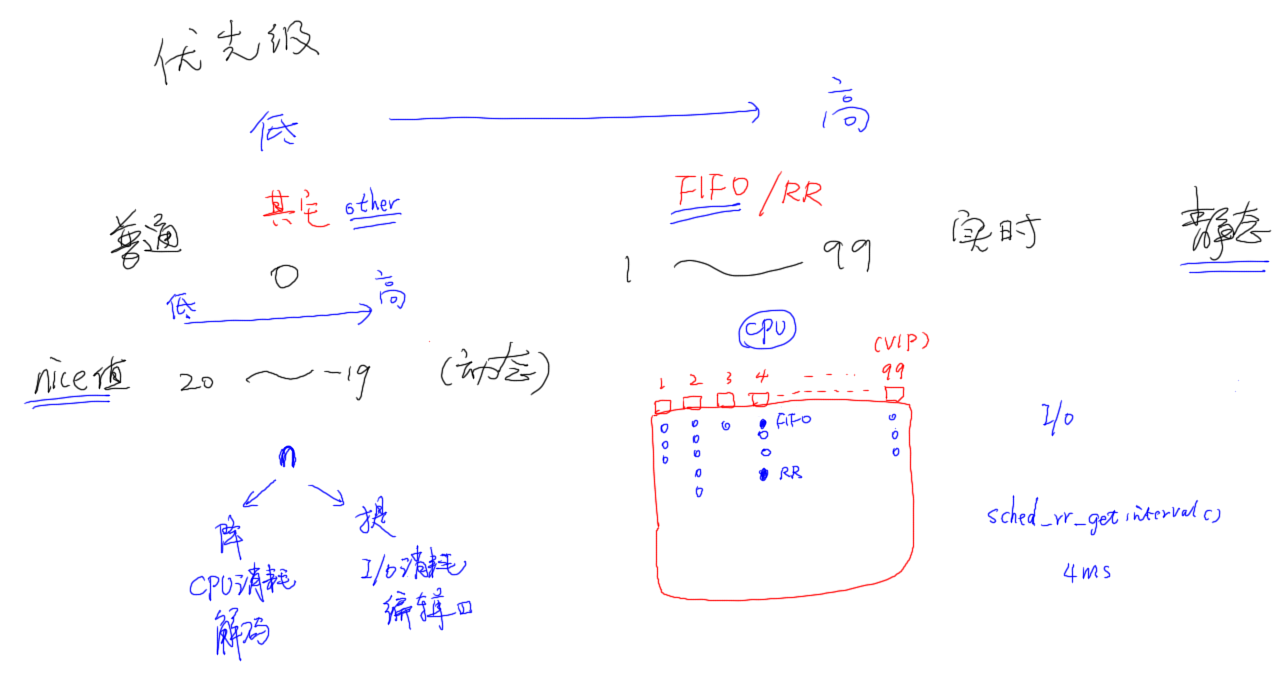 优先级
低 高
其它 other FIFO /RR
普通 实时 静态
0 1 99
低 高
CPU
nice值 20 -19 (动态)
(VIP)
1 2 3 4 99
FIFO
I/O
n
RR
降 提
sched_rr_get interval()
CPU消耗 I/O消耗
4ms
解码 编辑